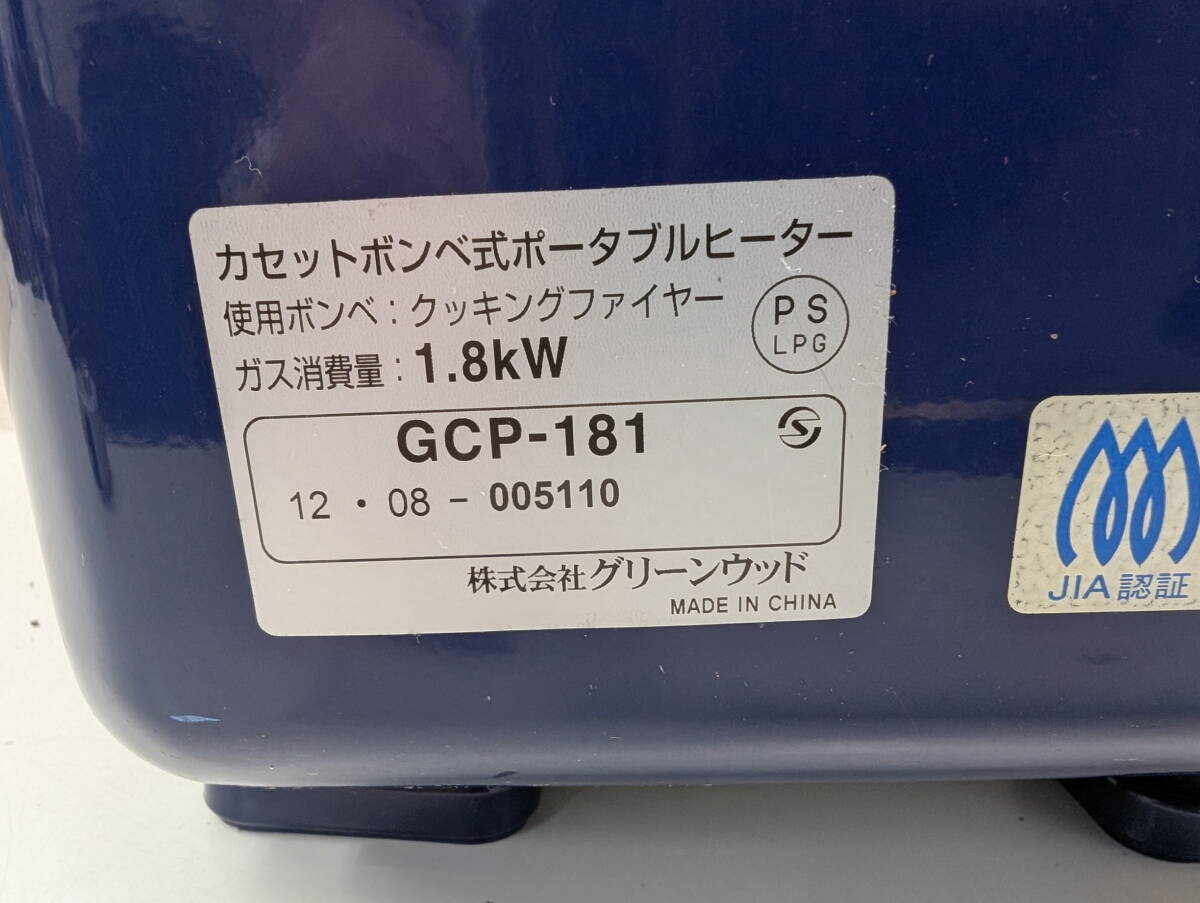 カセットボンベ式ポータブルヒーター
使用ボンベ：クッキングファイヤー
PS
LPG
ガス消費量：1.8kW
GCP-181
12・08-005110
株式会社グリーンウッド
MADE IN CHINA
JIA認証